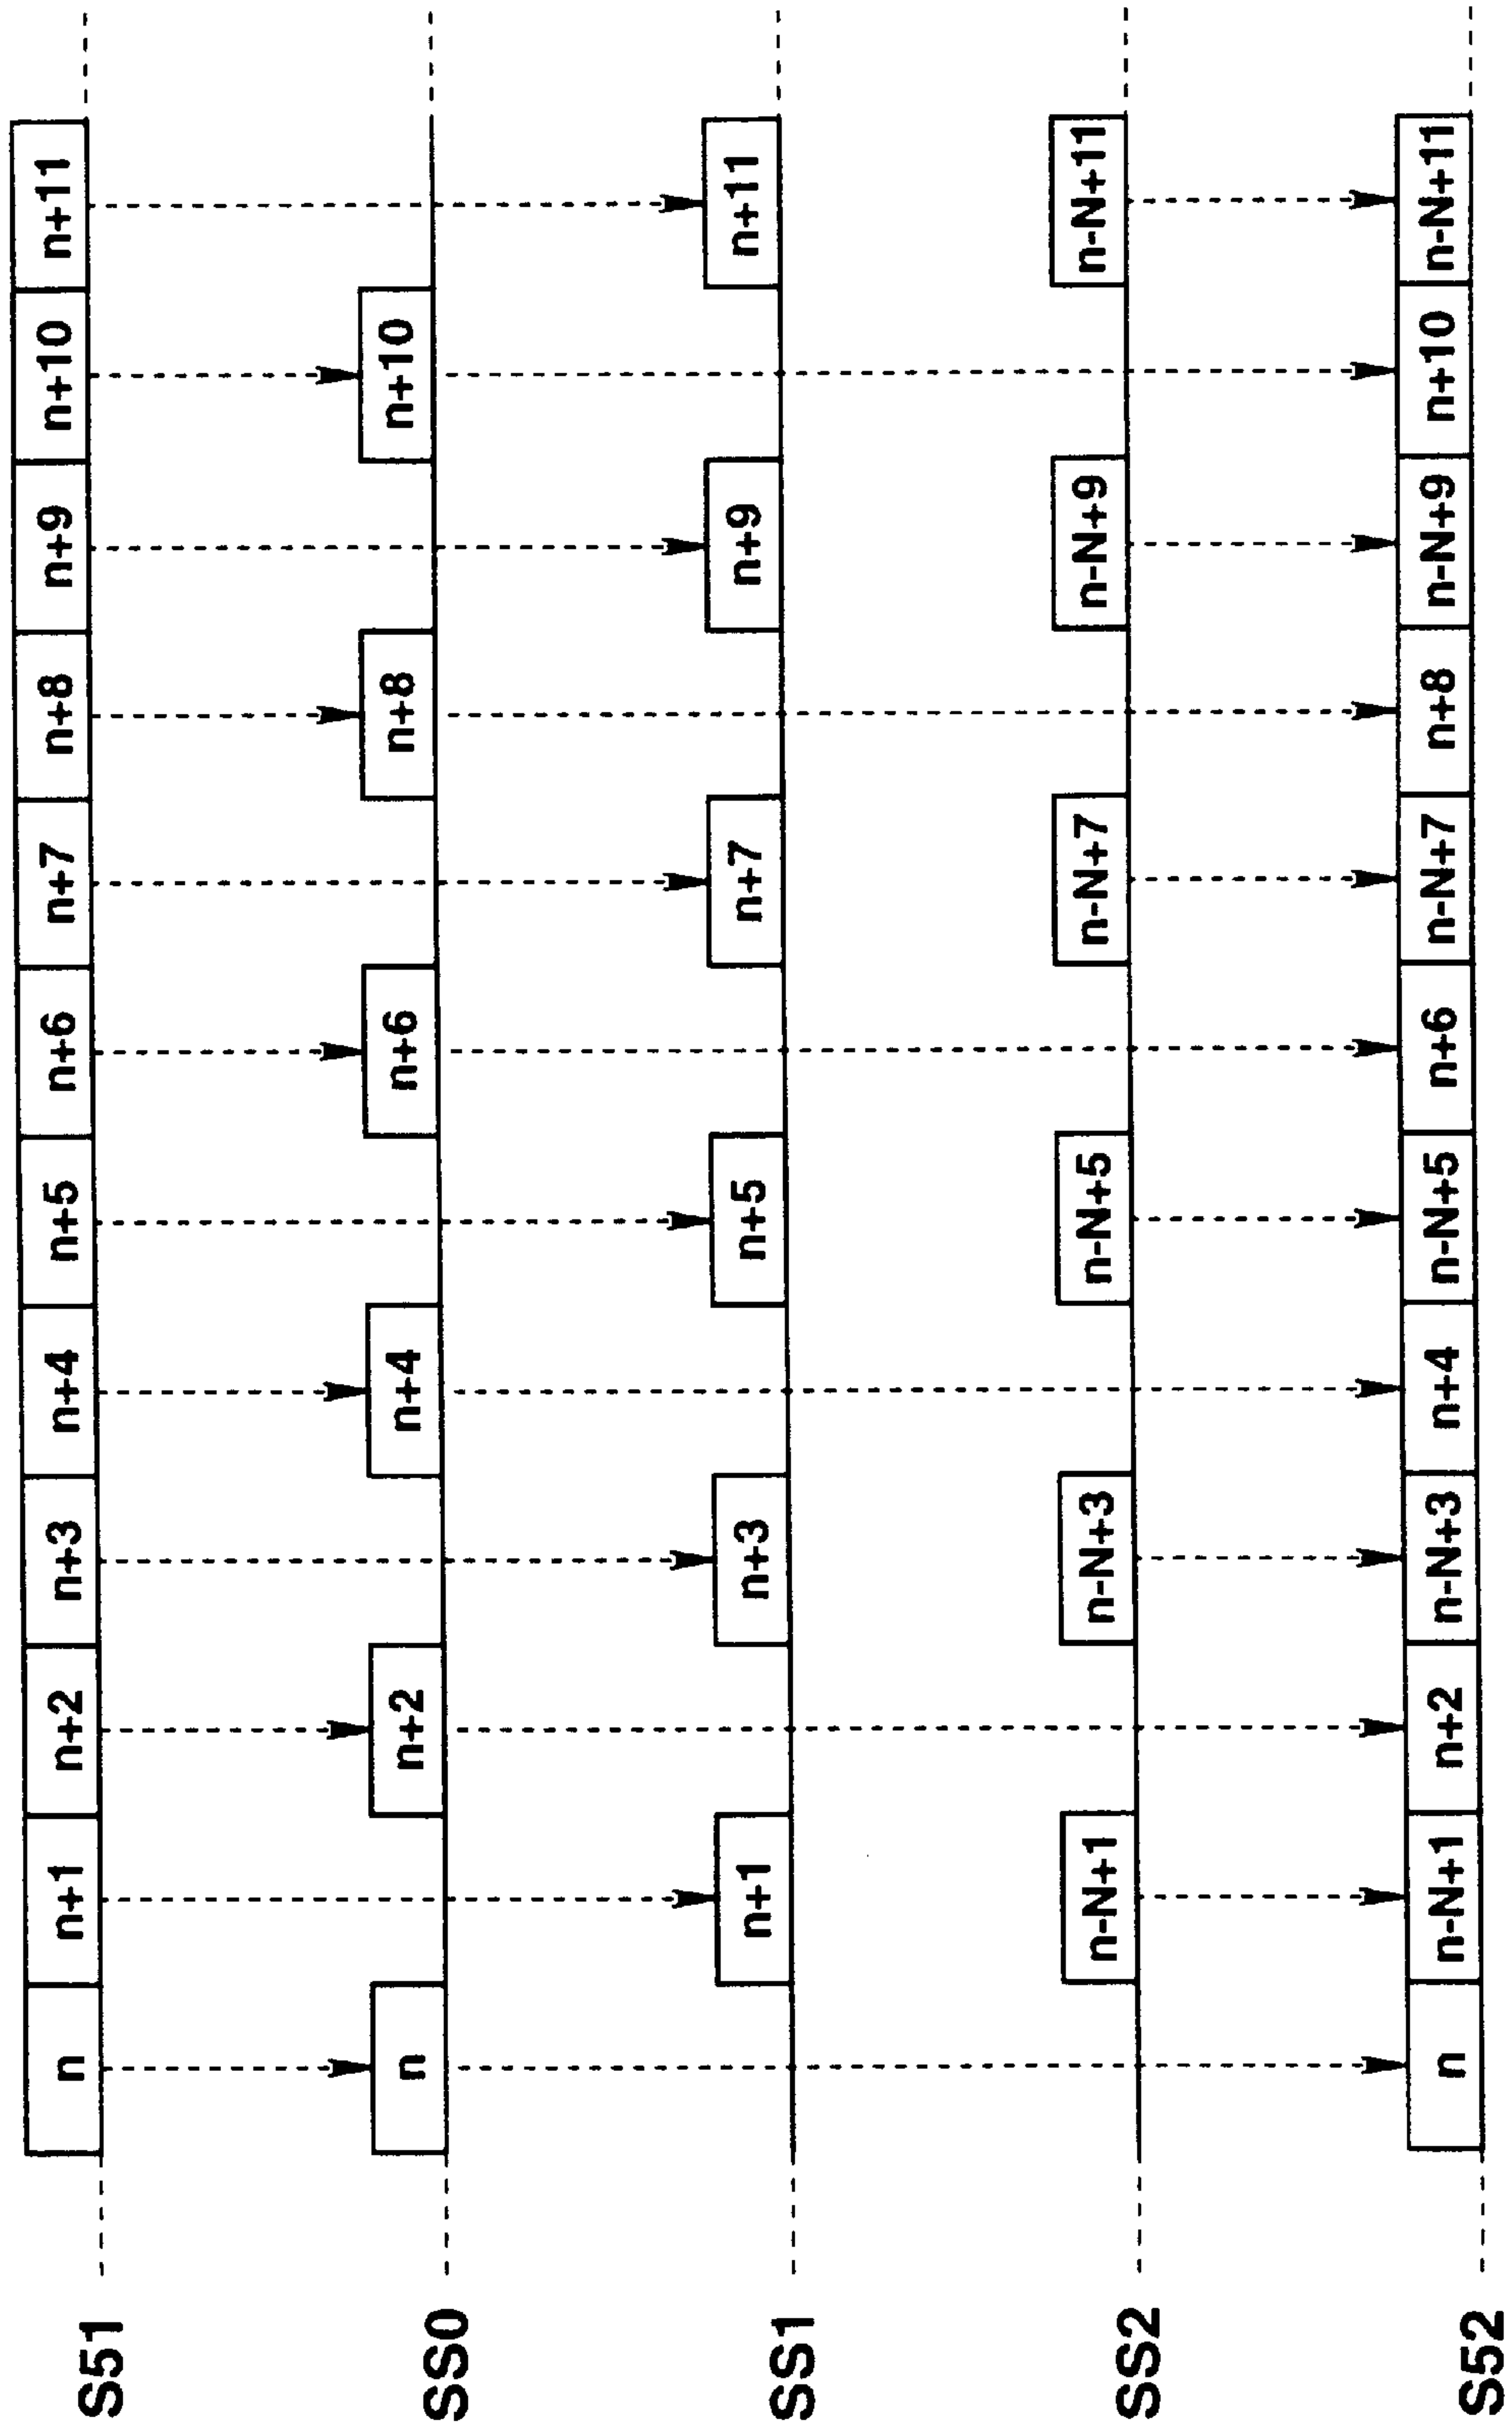 S51 n n+1 n+2 n+3 n+4 n+5 n+6 n+7 n+8 n+9 n+10 n+11
SS0 n n+2 n+4 n+6 n+8 n+10
SS1 n+1 n+3 n+5 n+7 n+9 n+11
SS2 n-N+1 n-N+3 n-N+5 n-N+7 n-N+9 n-N+11
S52 n n-N+1 n+2 n-N+3 n+4 n-N+5 n+6 n-N+7 n+8 n-N+9 n+10 n-N+11